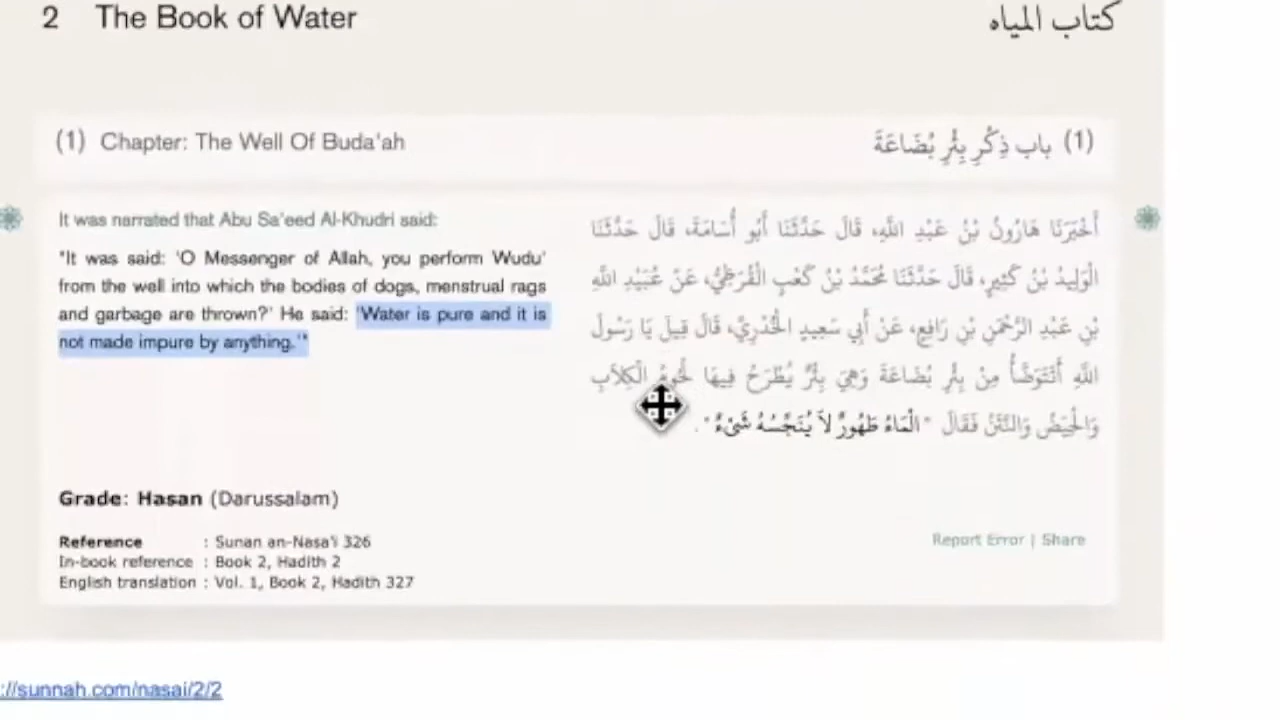 2 The Book of Water
كتاب المياه
(1) Chapter: The Well Of Buda'ah
(1) باب ذِكْرِ بِئْرِ بُضَاعَةَ
It was narrated that Abu Sa'eed Al-Khudri said:
"It was said: 'O Messenger of Allah, you perform Wudu'
from the well into which the bodies of dogs, menstrual rags
and garbage are thrown?' He said: 'Water is pure and it is
not made impure by anything.'"
أَخْبَرَنَا هَارُونُ بْنُ عَبْدِ اللَّهِ، قَالَ حَدَّثَنَا أَبُو أُسَامَةَ، قَالَ حَدَّثَنَا
الْوَلِيدُ بْنُ كَثِيرٍ، قَالَ حَدَّثَنَا مُحَمَّدُ بْنُ كَعْبٍ الْقُرَظِيُّ، عَنْ عُبَيْدِ اللَّهِ
بْنِ عَبْدِ الرَّحْمَنِ بْنِ رَافِعٍ، عَنْ أَبِي سَعِيدٍ الْخُدْرِيِّ، قَالَ قِيلَ يَا رَسُولَ
اللَّهِ أَتَتَوَضَّأُ مِنْ بِئْرِ بُضَاعَةَ وَهِيَ بِئْرٌ يُطْرَحُ فِيهَا لُحُومُ الْكِلاَبِ
وَالْحِيَضُ وَالنَّتَنُ فَقَالَ " الْمَاءُ طَهُورٌ لاَ يُنَجِّسُهُ شَىْءٌ " .
Grade: Hasan (Darussalam)
Reference : Sunan an-Nasa'i 326
In-book reference : Book 2, Hadith 2
English translation : Vol. 1, Book 2, Hadith 327
Report Error | Share
://sunnah.com/nasai/2/2